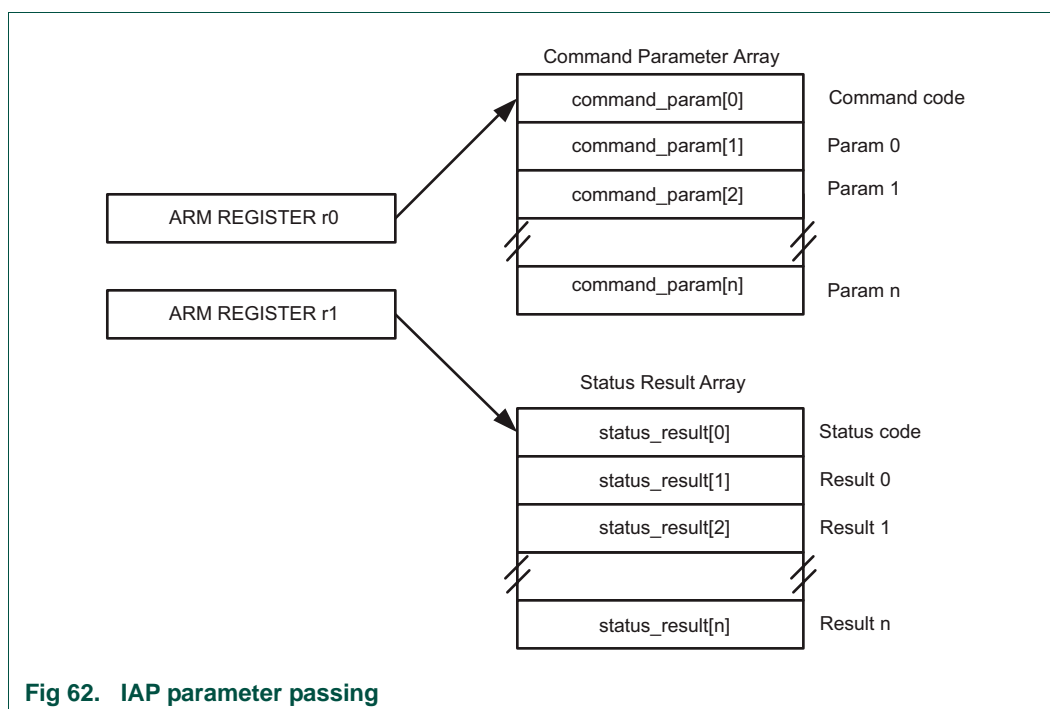 Command Parameter Array
command_param[0] Command code
command_param[1] Param 0
command_param[2] Param 1
ARM REGISTER r0
command_param[n] Param n
ARM REGISTER r1
Status Result Array
status_result[0] Status code
status_result[1] Result 0
status_result[2] Result 1
status_result[n] Result n
Fig 62. IAP parameter passing